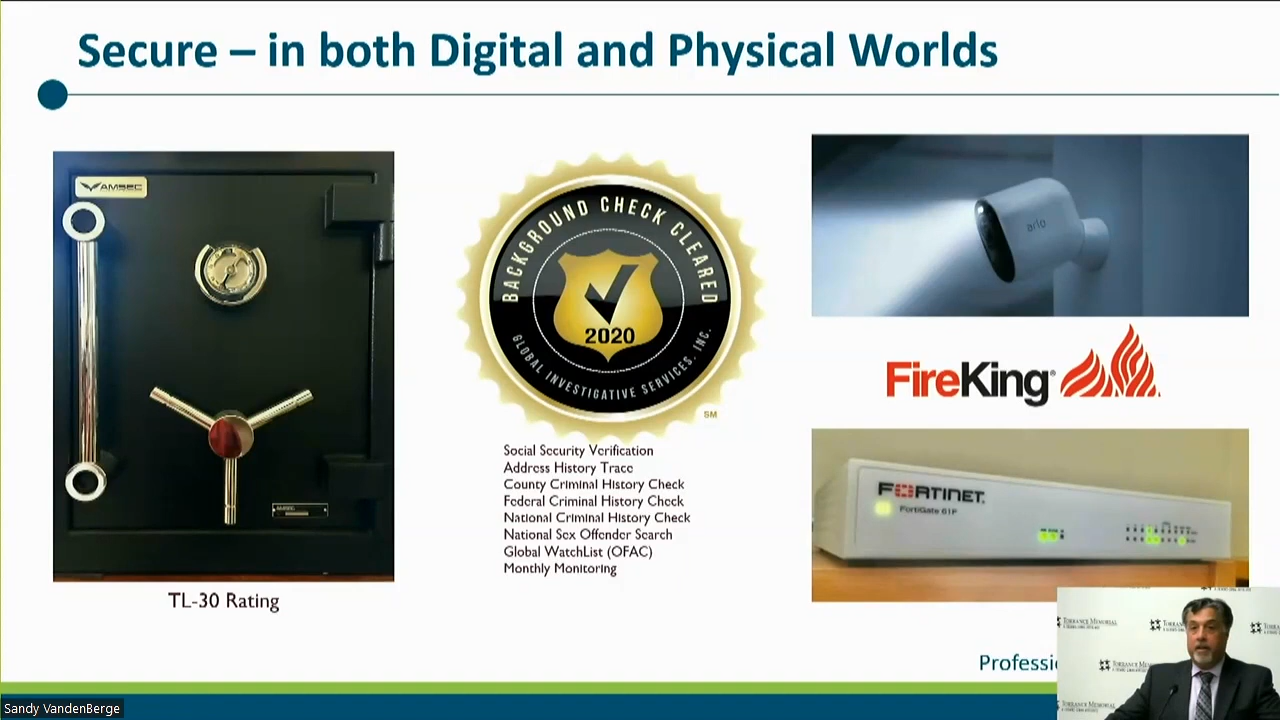 Secure – in both Digital and Physical Worlds
AMSEC
TL-30 Rating
BACKGROUND CHECK CLEARED
2020
GLOBAL INVESTIGATIVE SERVICES, INC.
SM
Social Security Verification
Address History Trace
County Criminal History Check
Federal Criminal History Check
National Criminal History Check
National Sex Offender Search
Global WatchList (OFAC)
Monthly Monitoring
arlo
FireKing®
FORTINET
FortiGate 61F
Professi
TORRANCE MEMORIAL
Sandy VandenBerge